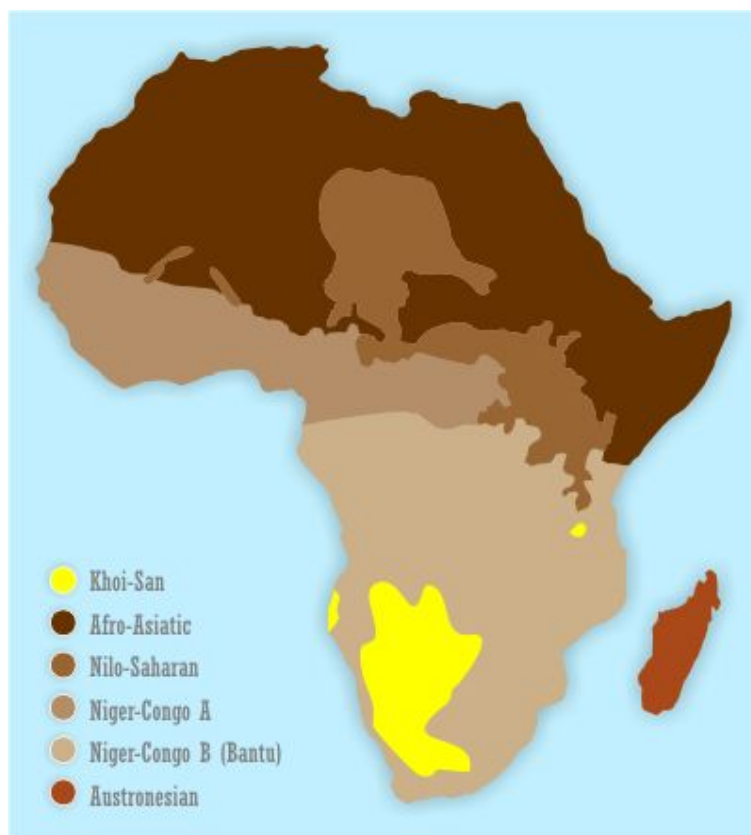 Khoi-San
Afro-Asiatic
Nilo-Saharan
Niger-Congo A
Niger-Congo B (Bantu)
Austronesian